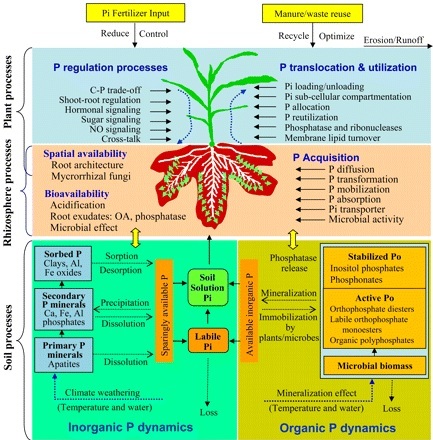 Pi Fertilizer Input
Manure/waste reuse
Reduce
Control
Recycle
Optimize
Erosion/Runoff
Plant processes
P regulation processes
C-P trade-off
Shoot-root regulation
Hormonal signaling
Sugar signaling
NO signaling
Cross-talk
P translocation & utilization
Pi loading/unloading
Pi sub-cellular compartmentation
P allocation
P reutilization
Phosphatase and ribonucleases
Membrane lipid turnover
Rhizosphere processes
Spatial availability
Root architecture
Mycorrhizal fungi
Bioavailability
Acidification
Root exudates: OA, phosphatase
Microbial effect
P Acquisition
P diffusion
P transformation
P mobilization
P absorption
Pi transporter
Microbial activity
Soil processes
Sorbed P
Clays, Al,
Fe oxides
Secondary
P minerals
Ca, Fe, Al
phosphates
Primary P
minerals
Apatites
Sorption
Desorption
Precipitation
Dissolution
Dissolution
Sparingly available P
Soil
Solution
Pi
Labile
Pi
Available inorganic P
Phosphatase
release
Mineralization
Immobilization
by
plants/microbes
Stabilized Po
Inositol phosphates
Phosphonates
Active Po
Orthophosphate diesters
Labile orthophosphate
monoesters
Organic polyphosphates
Microbial biomass
Climate weathering
(Temperature and water)
Loss
Loss
Mineralization effect
(Temperature and water)
Inorganic P dynamics
Organic P dynamics